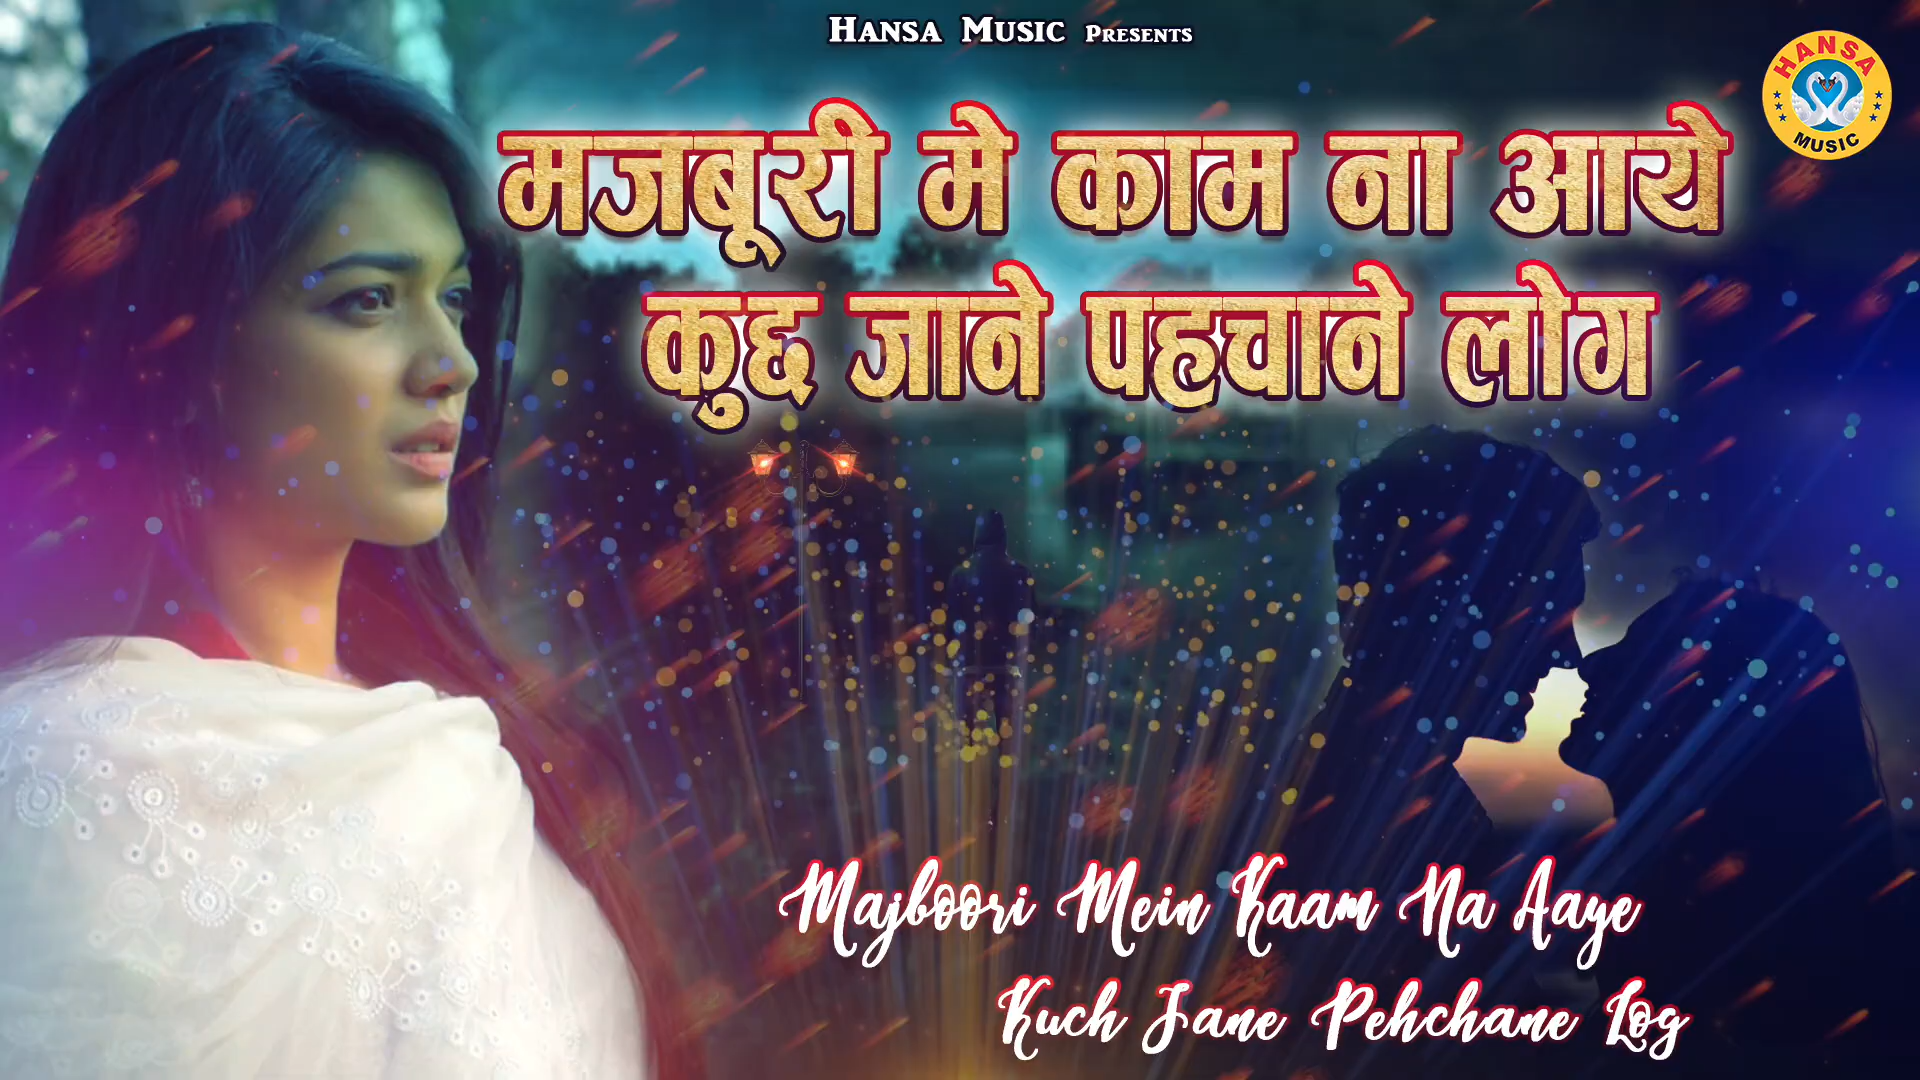 HANSA MUSIC PRESENTS
HANSA
MUSIC
मजबूरी मे काम ना आये
कुछ जाने पहचाने लोग
Majboori Mein Kaam Na Aaye
Kuch Jane Pehchane Log